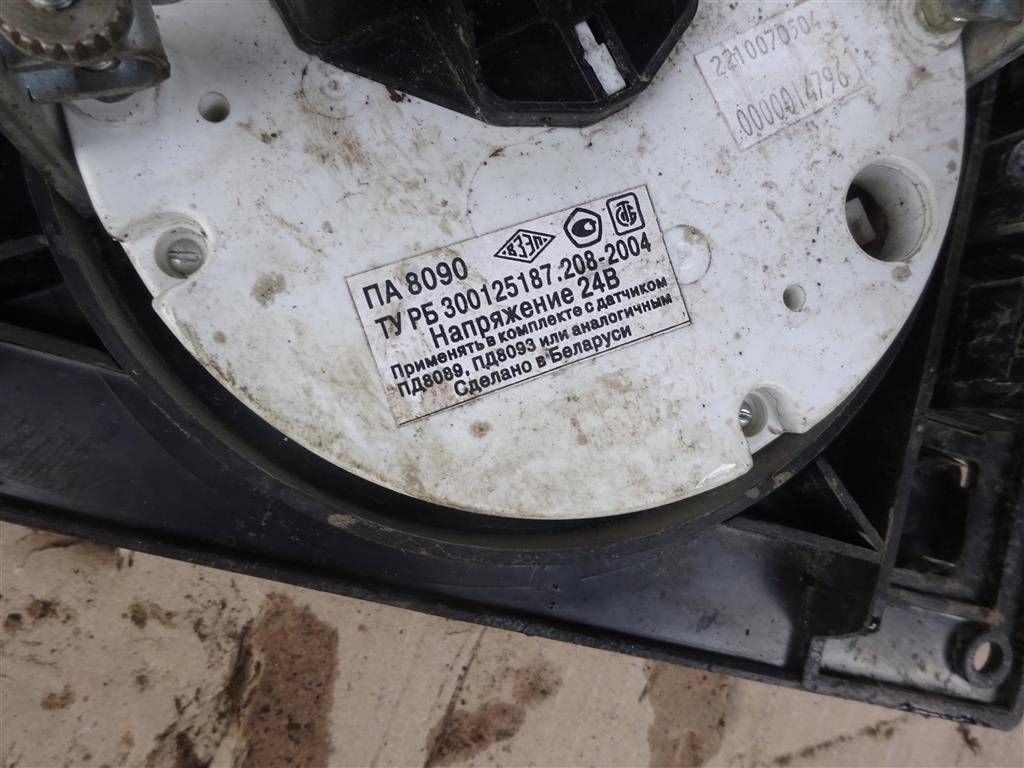 2210070504
0000014796
ВЗЭП
ПА 8090
ТУ РБ 300125187.208-2004
Напряжение 24В
Применять в комплекте с датчиком
ПД8089, ПД8093 или аналогичным
Сделано в Беларуси